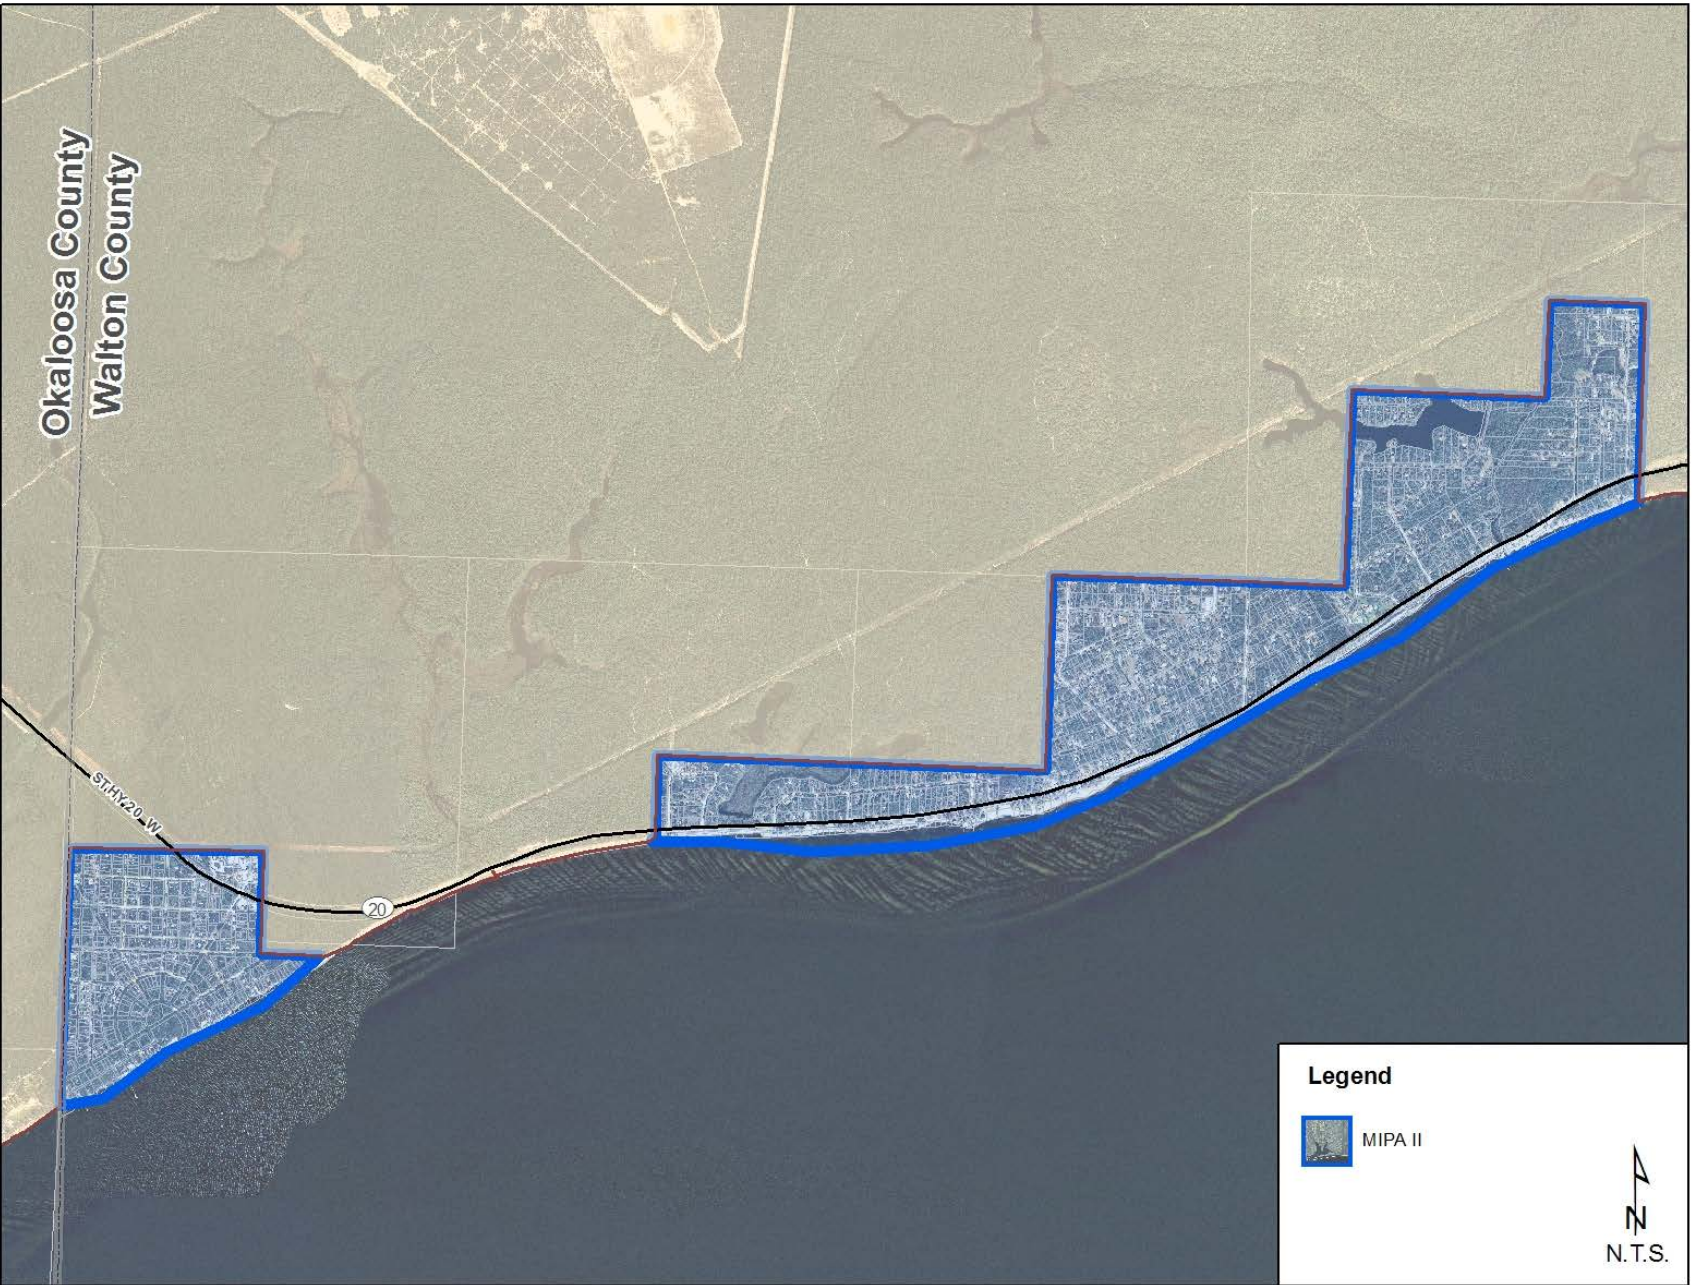 Okaloosa County
Walton County
ST.HY.20 W
20
Legend
MIPA II
N
N.T.S.